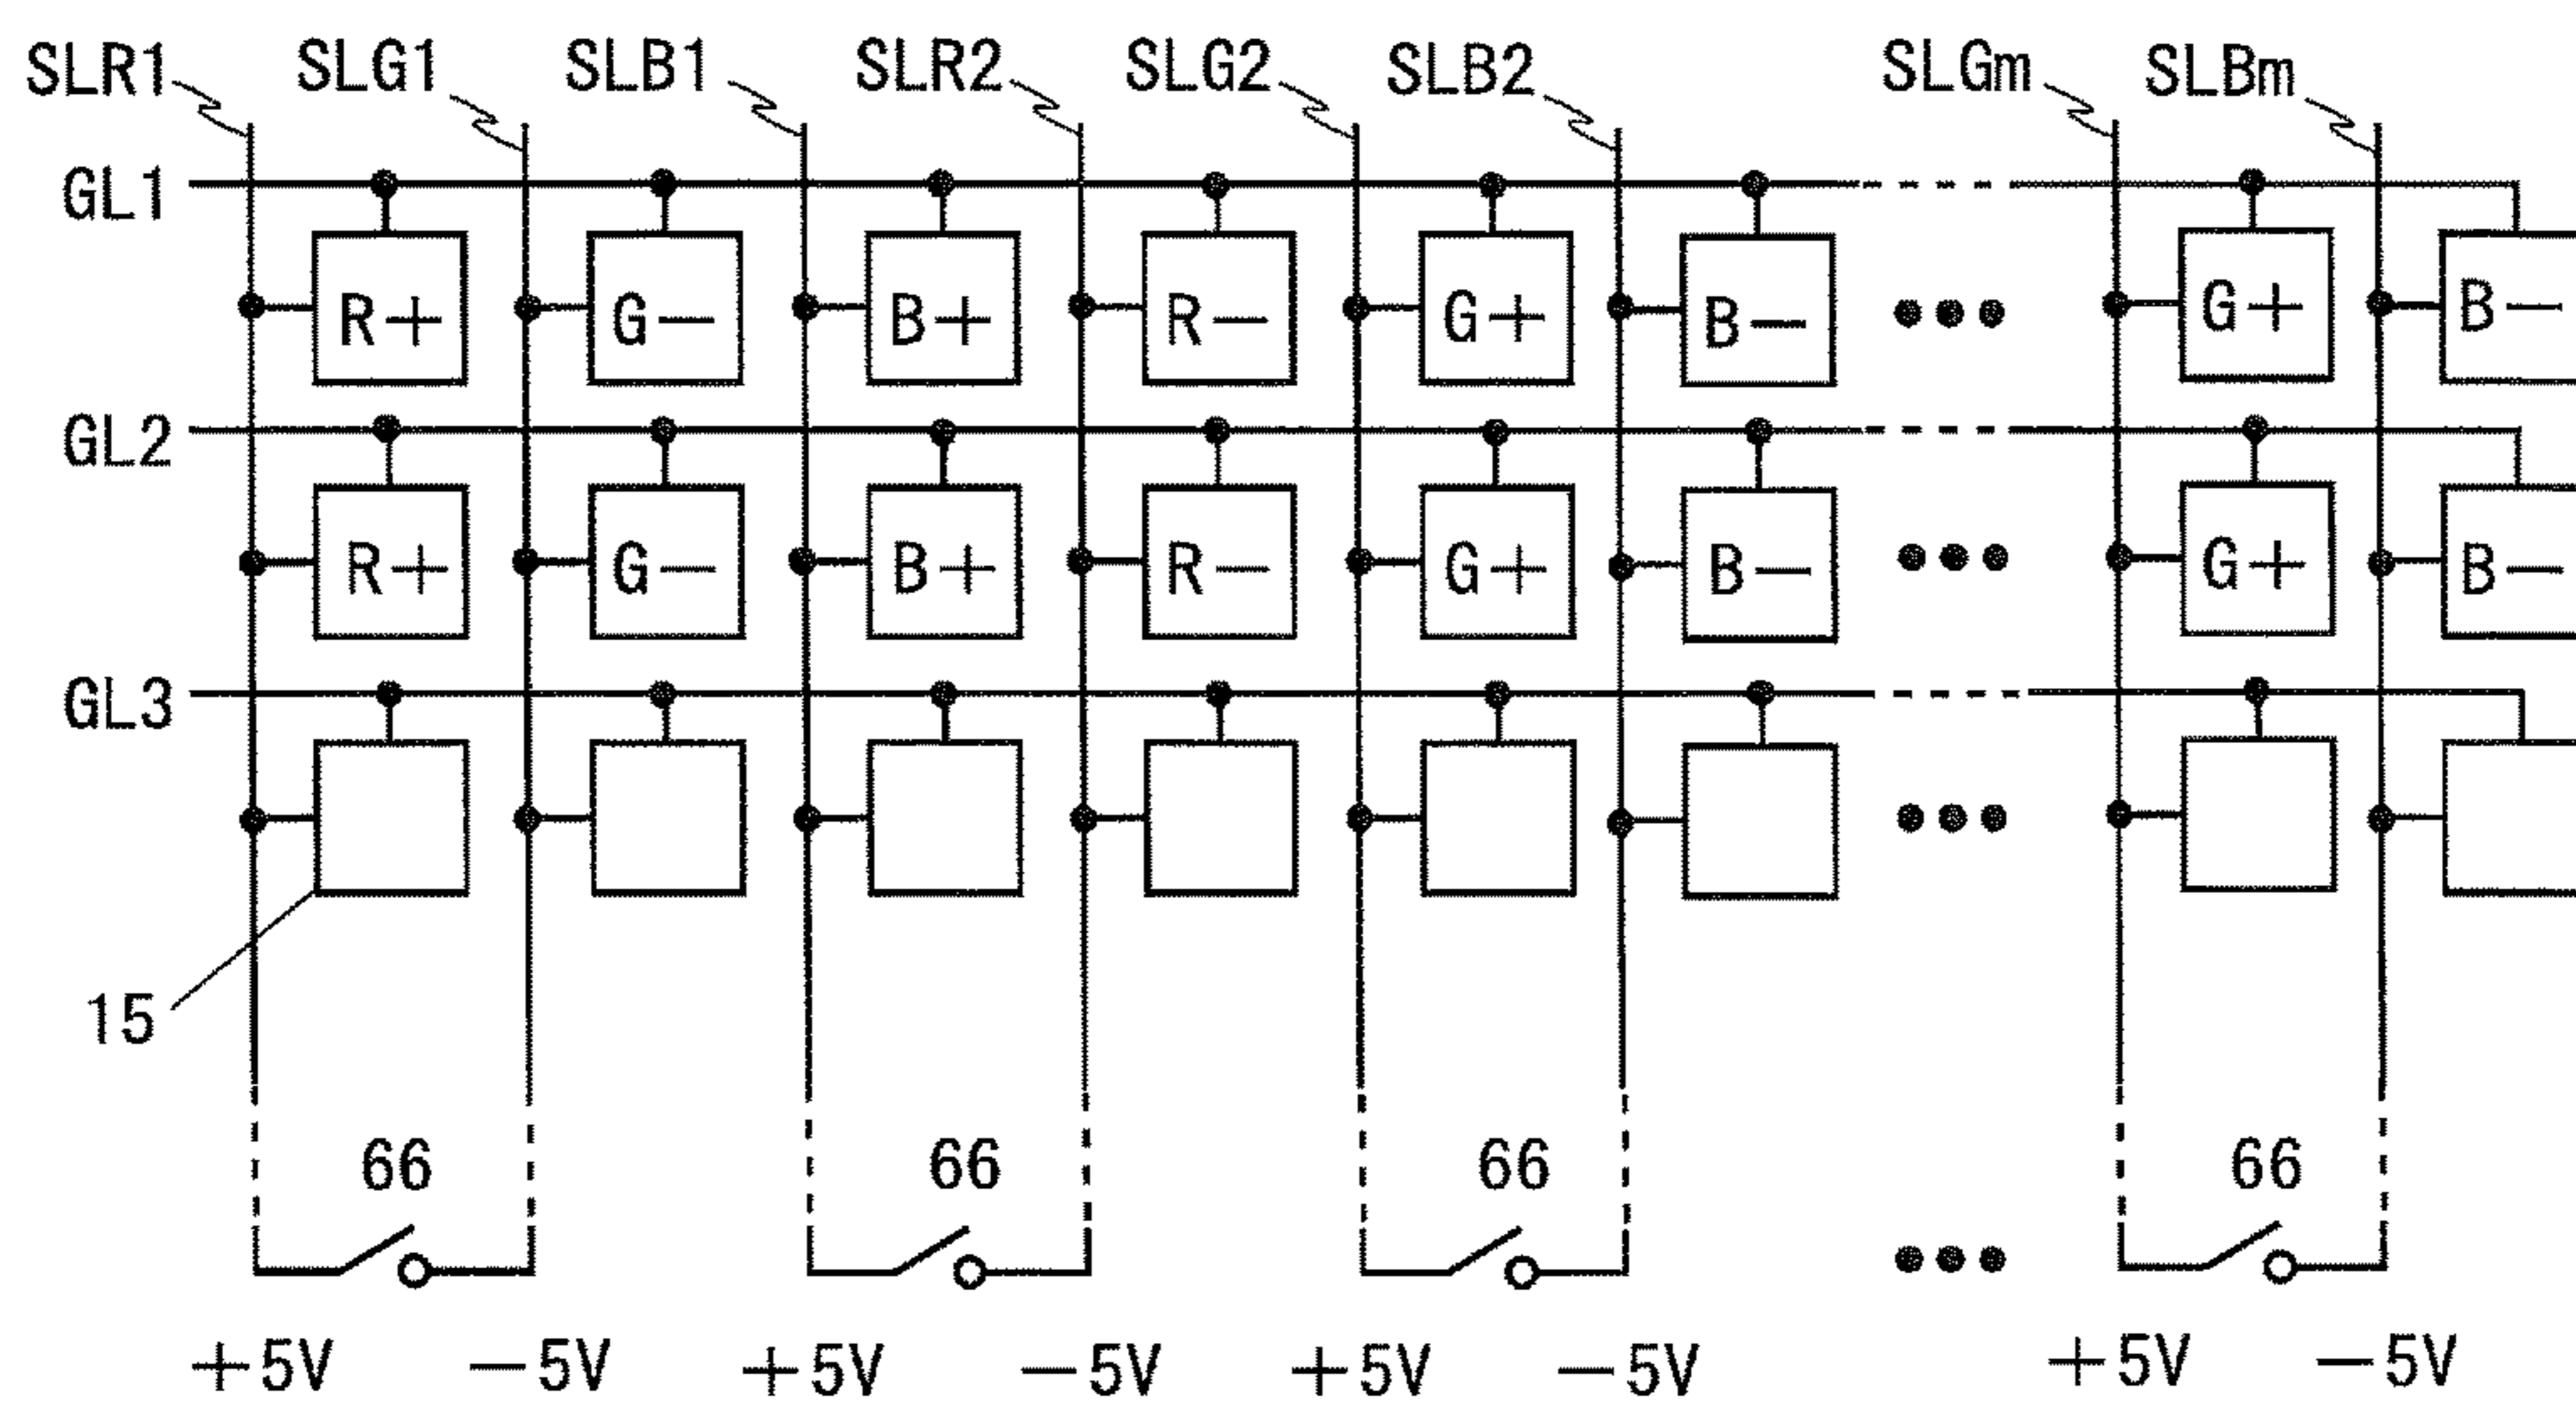 SLR1 SLG1 SLB1 SLR2 SLG2 SLB2 SLGm SLBm
GL1
R+ G− B+ R− G+ B− G+ B−
GL2
R+ G− B+ R− G+ B− G+ B−
GL3
15
66 66 66 66
+5V −5V +5V −5V +5V −5V +5V −5V